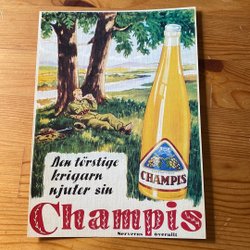 CHAMPIS
Den törstige
krigarn
njuter sin
Champis
Serveras överallt